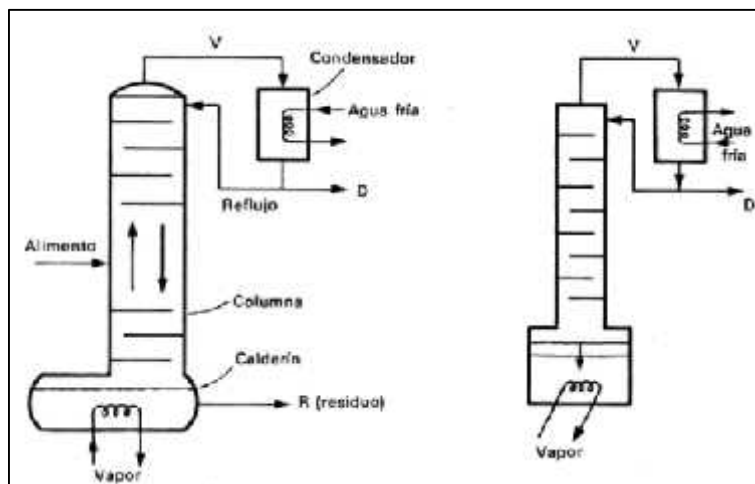 V
Condensador
Agua fría
D
Reflujo
Alimento
Columna
Calderín
R (residuo)
Vapor
V
Agua
fría
D
Vapor